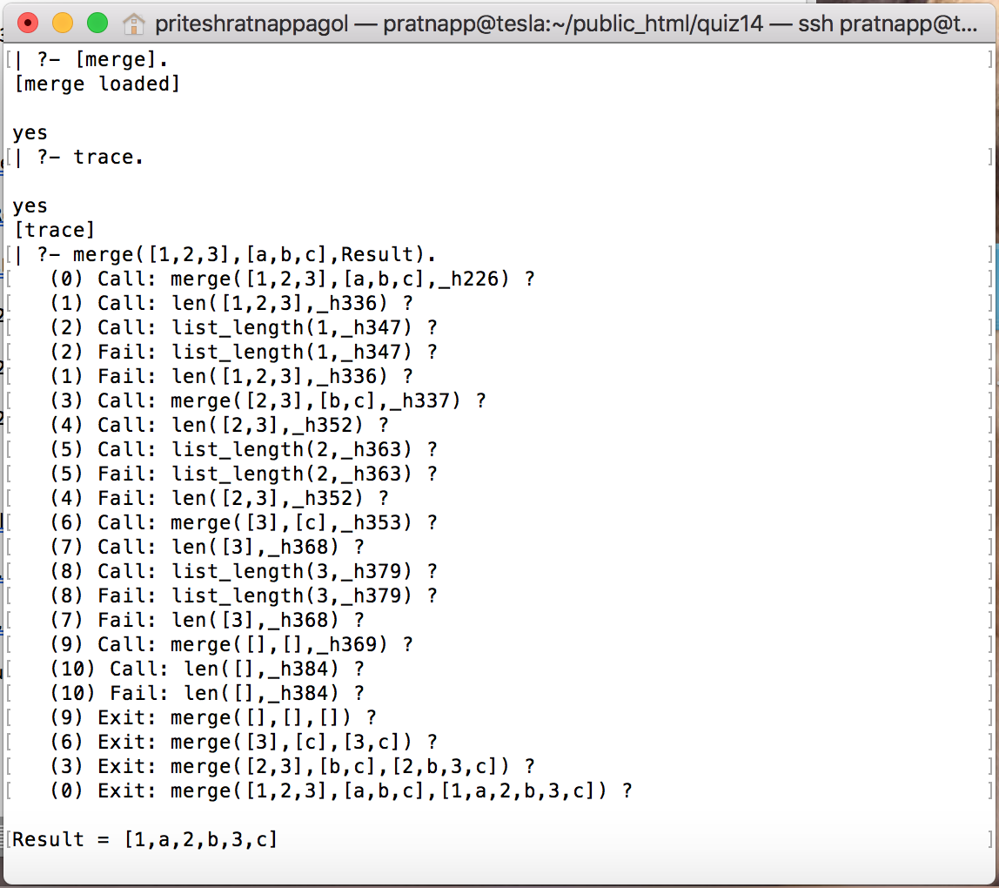 priteshratnappagol — pratnapp@tesla:~/public_html/quiz14 — ssh pratnapp@t...
| ?- [merge].
[merge loaded]
yes
| ?- trace.
yes
[trace]
| ?- merge([1,2,3],[a,b,c],Result).
(0) Call: merge([1,2,3],[a,b,c],_h226) ?
(1) Call: len([1,2,3],_h336) ?
(2) Call: list_length(1,_h347) ?
(2) Fail: list_length(1,_h347) ?
(1) Fail: len([1,2,3],_h336) ?
(3) Call: merge([2,3],[b,c],_h337) ?
(4) Call: len([2,3],_h352) ?
(5) Call: list_length(2,_h363) ?
(5) Fail: list_length(2,_h363) ?
(4) Fail: len([2,3],_h352) ?
(6) Call: merge([3],[c],_h353) ?
(7) Call: len([3],_h368) ?
(8) Call: list_length(3,_h379) ?
(8) Fail: list_length(3,_h379) ?
(7) Fail: len([3],_h368) ?
(9) Call: merge([],[],_h369) ?
(10) Call: len([],_h384) ?
(10) Fail: len([],_h384) ?
(9) Exit: merge([],[],[]) ?
(6) Exit: merge([3],[c],[3,c]) ?
(3) Exit: merge([2,3],[b,c],[2,b,3,c]) ?
(0) Exit: merge([1,2,3],[a,b,c],[1,a,2,b,3,c]) ?
Result = [1,a,2,b,3,c]